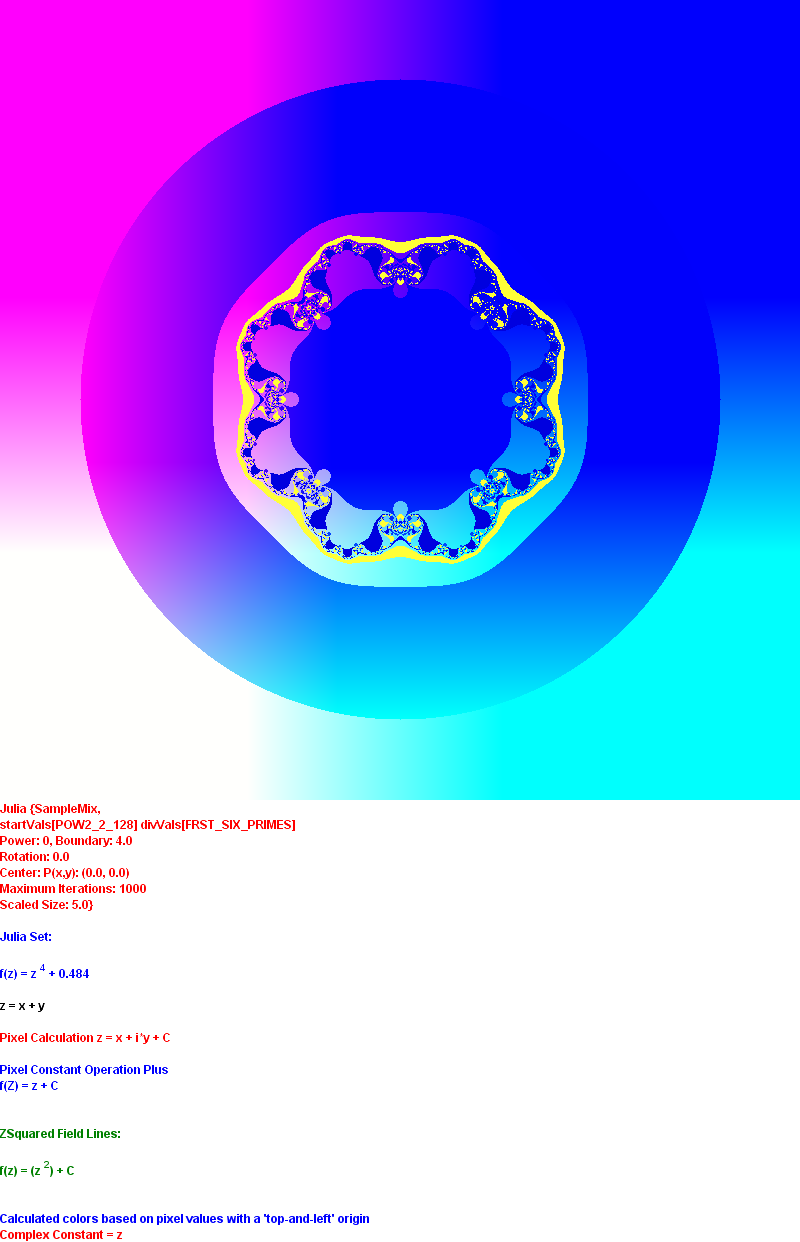 Julia {SampleMix,
startVals[POW2_2_128] divVals[FRST_SIX_PRIMES]
Power: 0, Boundary: 4.0
Rotation: 0.0
Center: P(x,y): (0.0, 0.0)
Maximum Iterations: 1000
Scaled Size: 5.0}
Julia Set:
f(z) = z ^4 + 0.484
z = x + y
Pixel Calculation z = x + i*y + C
Pixel Constant Operation Plus
f(Z) = z + C
ZSquared Field Lines:
f(z) = (z ^2) + C
Calculated colors based on pixel values with a 'top-and-left' origin
Complex Constant = z